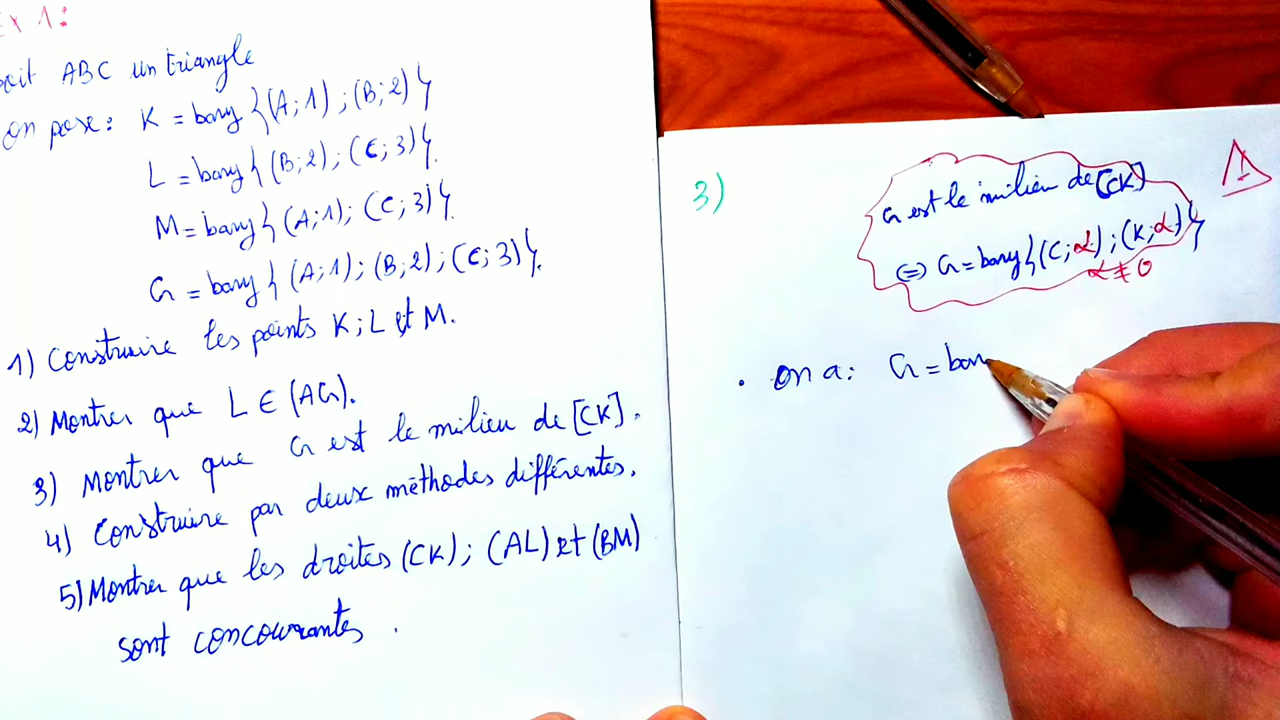 Ex 1:
Soit ABC un triangle
on pose: K = bary {(A;1);(B;2)}
L = bary {(B;2);(C;3)}.
M = bary {(A;1);(C;3)}.
G = bary {(A;1);(B;2);(C;3)}.
1) Construire les points K;L et M.
2) Montrer que L ∈ (AG).
3) Montrer que G est le milieu de [CK].
4) Construire par deux méthodes différentes.
5) Montrer que les droites (CK); (AL) et (BM)
sont concourantes.
3)
G est le milieu de [CK]
⇔ G = bary {(C;α);(K;α)}
α ≠ 0
. on a: G = bary